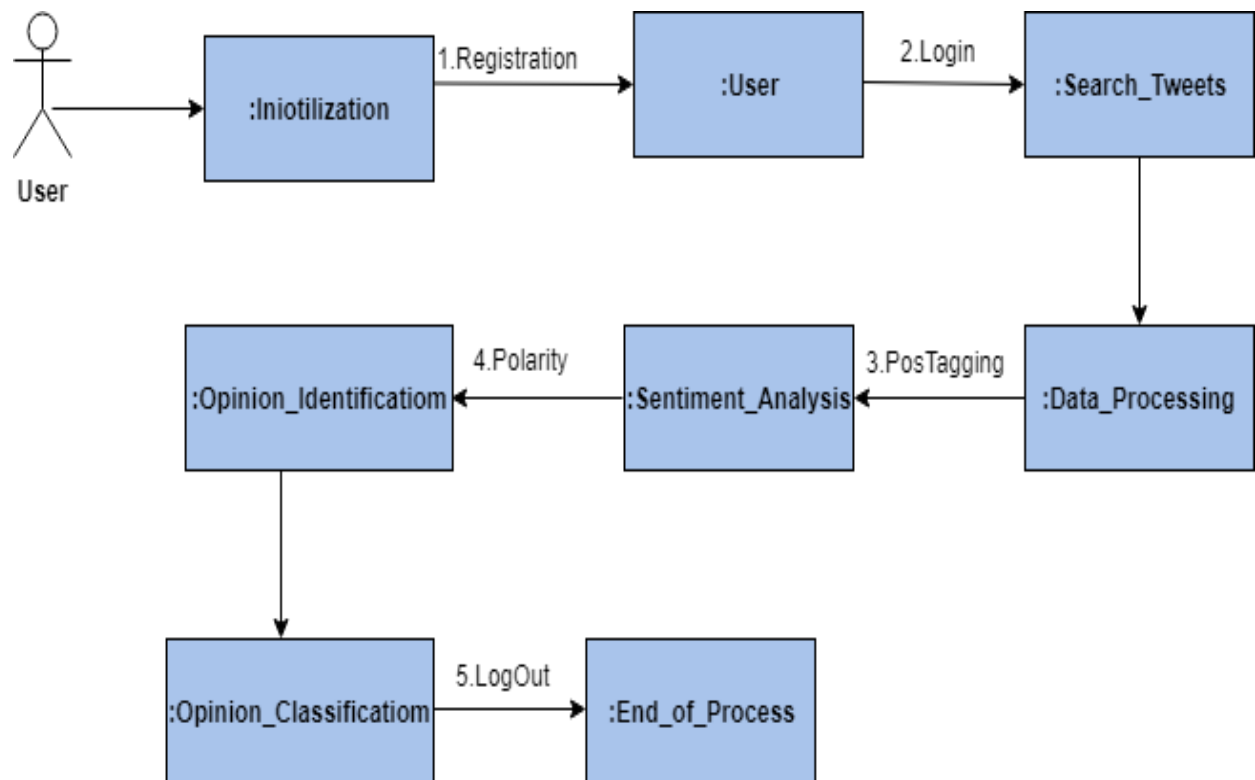 1.Registration
2.Login
:Iniotilization
:User
:Search_Tweets
User
4.Polarity
3.PosTagging
:Opinion_Identificatiom
:Sentiment_Analysis
:Data_Processing
5.LogOut
:Opinion_Classificatiom
:End_of_Process